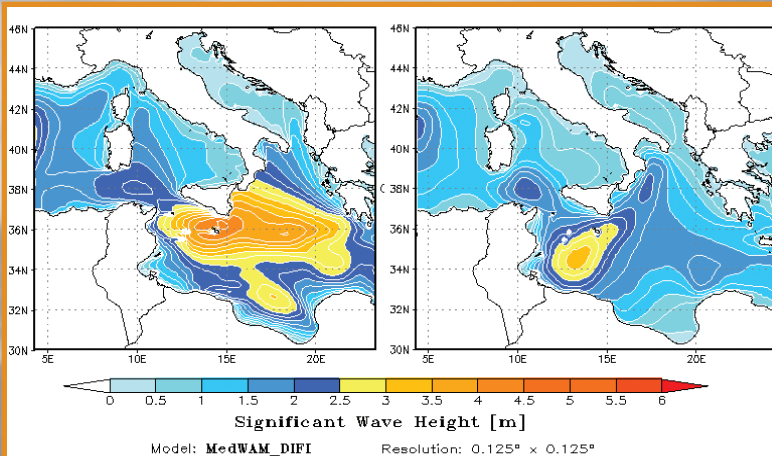 46N
44N
42N
40N
38N
36N
34N
32N
30N
5E 10E 15E 20E
46N
44N
42N
40N
38N
36N
34N
32N
30N
5E 10E 15E 20E
0 0.5 1 1.5 2 2.5 3 3.5 4 4.5 5 5.5 6
Significant Wave Height [m]
Model: MedWAM_DIFI Resolution: 0.125° × 0.125°